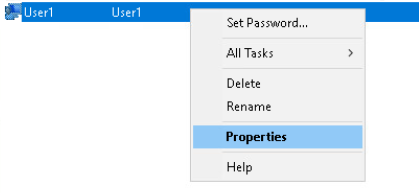 User1 User1
Set Password...
All Tasks >
Delete
Rename
Properties
Help